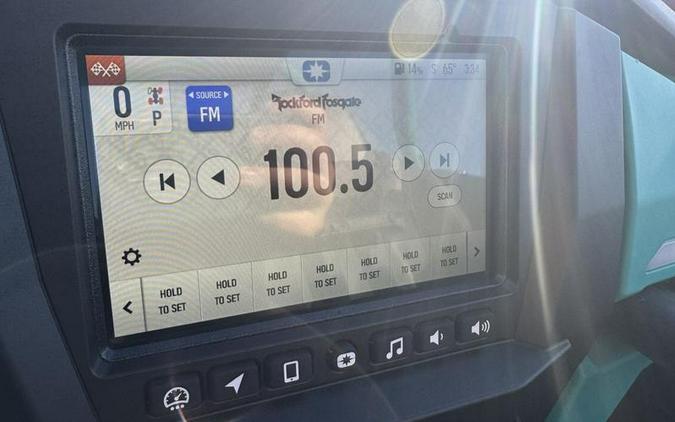 14% S 65° 3:34
0
MPH
P
SOURCE
FM
Rockford Fosgate
FM
100.5
SCAN
HOLD TO SET
HOLD TO SET
HOLD TO SET
HOLD TO SET
HOLD TO SET
HOLD TO SET
HOLD TO SET